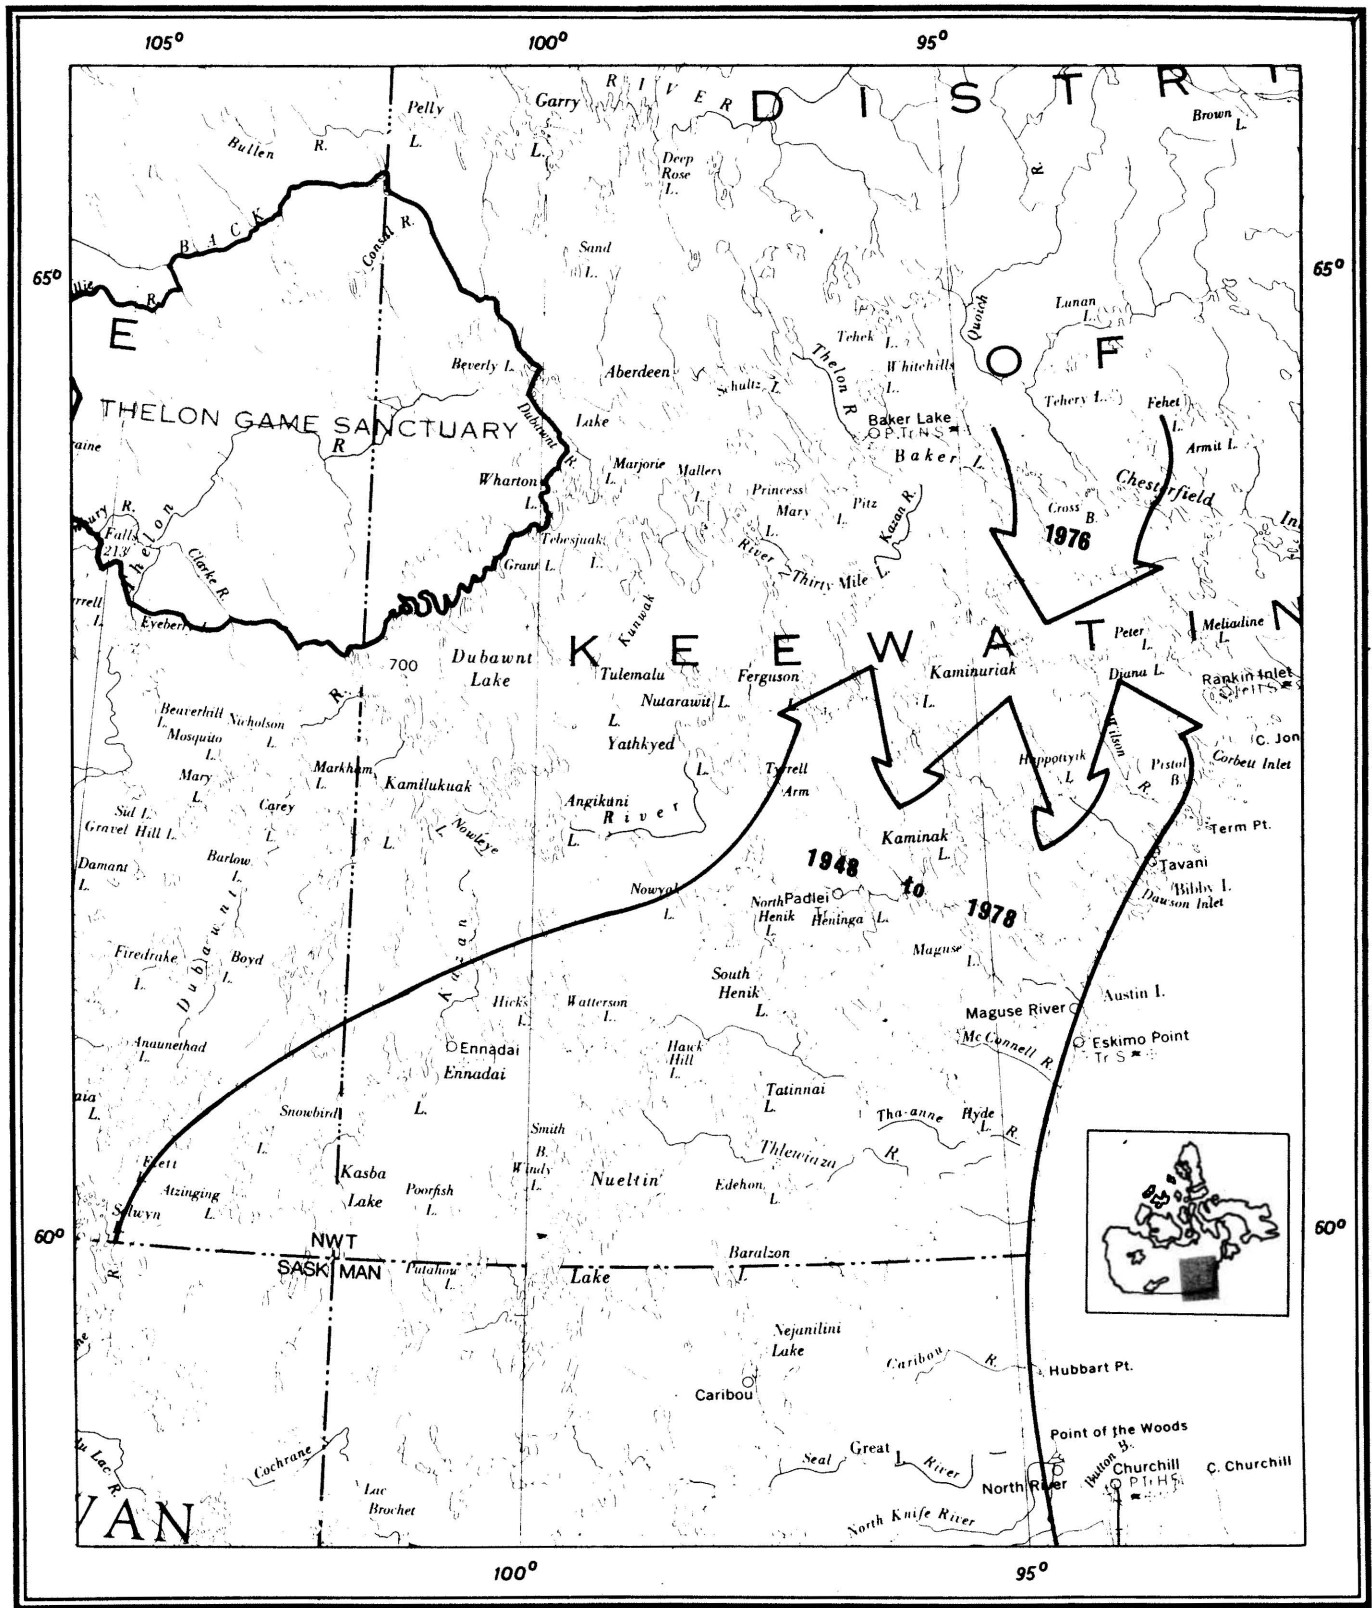 105° 100° 95°
D I S T R I
Pelly
L.
Garry
L.
R I V E R
Brown
L.
Bullen R.
Deep
Rose
L.
R.
B A C K
R.
Consul R.
Sand
L.
65° 65°
Quoich
Lunan
L.
E
O F
Tehek
L.
Thelon R
Whitehills
L.
Beverly L.
Aberdeen
Lake
Schultz L.
Tehery L.
Fehet
L.
THELON GAME SANCTUARY
R
Dubawnt
R.
Baker Lake
Baker L.
Armit L.
Chesterfield
In
Marjorie
L.
Mallery
L.
Wharton
L.
Princess
Mary
L.
Pitz
L.
Kazan R.
Cross
B.
1976
R.
Falls
213'
Thelon
Clarke R.
Tebesjuak
L.
Grant L.
River
Thirty Mile L.
Kunwak
Eyeberry L.
700
Dubawnt
Lake
K E E W A T I N
Peter
L.
Meliadine
L.
Tulemalu
L.
Ferguson
L.
Kaminuriak
L.
Diana L.
Rankin Inlet
R.
Nutarawit L.
Beaverhill
L.
Nicholson
L.
Mosquito
L.
Yathkyed
L.
Wilson
R.
C. Jon
Corbett Inlet
Markham
L.
Mary
L.
Kamilukuak
L.
Tyrrell
Arm
Happotiyik
L
Pistol
B.
Carey
L.
Sid L.
Gravel Hill L.
Angikuni
L.
River
Nowleye
L
Term Pt.
Kaminak
L.
Damant
L.
Barlow
L.
1948
to
1978
Tavani
Bibby I.
Dawson Inlet
Nowyak
L.
North
Henik
L.
Padlei
Heninga L.
Dubawnt
Kazan
Firedrake
L.
Boyd
L.
Maguse
L.
South
Henik
L.
Hicks
L.
Watterson
L.
Austin I.
Maguse River
Anaunethad
L.
Ennadai
Ennadai
L.
Hawk
Hill
L.
McConnell R.
Eskimo Point
Tr S
Tatinnai
L.
Snowbird
L.
Tha-anne R.
Hyde
L.
Smith
B.
Thlewiaza R.
Windy
L.
Flett
L
Kasba
Lake
Nueltin
Edehon
L.
Atzinging
L.
Poorfish
L.
Selwyn
L
60° 60°
NWT
SASK MAN
Putahow
L.
Lake
Baralzon
L.
R
Nejanilini
Lake
Caribou R.
Hubbart Pt.
Caribou
Point of the Woods
Button B.
Great
L
Seal River
Churchill
C. Churchill
North River
du Lac R.
Cochrane
Lac
Brochet
North Knife River
VAN
100° 95°